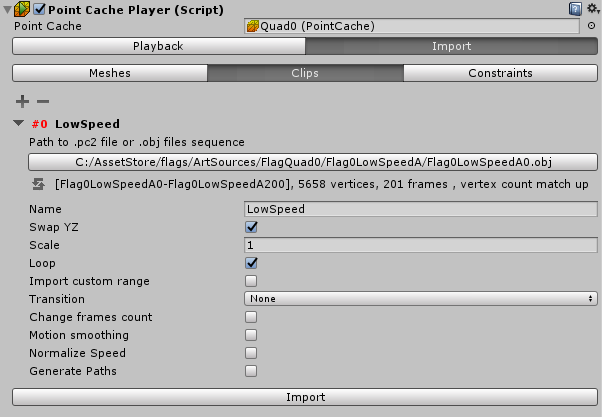 Point Cache Player (Script)
Point Cache Quad0 (PointCache)
Playback Import
Meshes Clips Constraints
#0 LowSpeed
Path to .pc2 file or .obj files sequence
C:/AssetStore/flags/ArtSources/FlagQuad0/Flag0LowSpeedA/Flag0LowSpeedA0.obj
[Flag0LowSpeedA0-Flag0LowSpeedA200], 5658 vertices, 201 frames , vertex count match up
Name LowSpeed
Swap YZ
Scale 1
Loop
Import custom range
Transition None
Change frames count
Motion smoothing
Normalize Speed
Generate Paths
Import